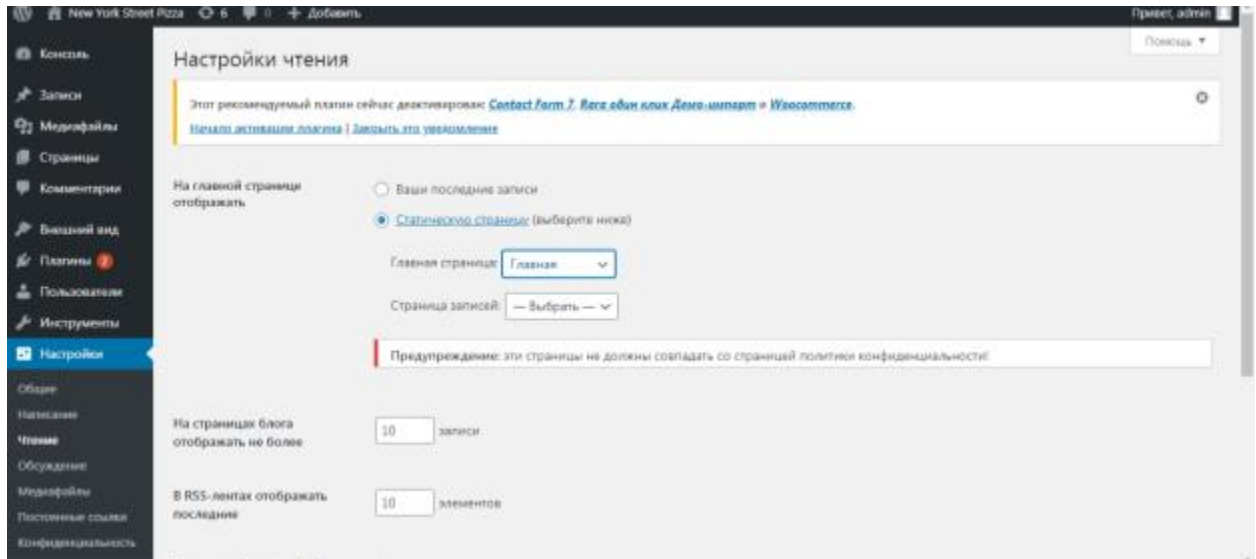 New York Street Pizza 6 0 + Добавить
Привет, admin
Помощь
Консоль
Записи
Медиафайлы
Страницы
Комментарии
Внешний вид
Плагины 2
Пользователи
Инструменты
Настройки
Общие
Написание
Чтение
Обсуждение
Медиафайлы
Постоянные ссылки
Конфиденциальность
Настройки чтения
Этот рекомендуемый плагин сейчас деактивирован: Contact Form 7, Rara один клик Демо-импорт и Woocommerce.
Начало активации плагина | Закрыть это уведомление
На главной странице
отображать
Ваши последние записи
Статическую страницу (выберите ниже)
Главная страница: Главная
Страница записей: — Выбрать —
Предупреждение: эти страницы не должны совпадать со страницей политики конфиденциальности!
На страницах блога
отображать не более
10 записи
В RSS-лентах отображать
последние
10 элементов